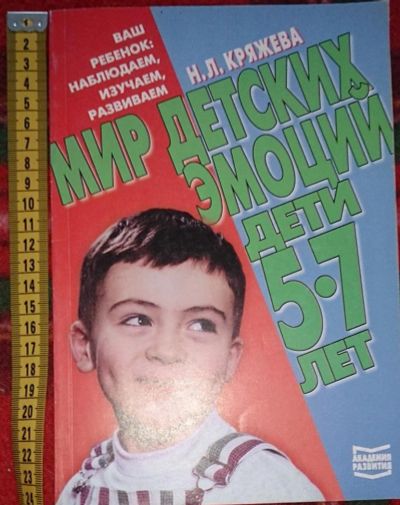 ВАШ
РЕБЕНОК:
НАБЛЮДАЕМ,
ИЗУЧАЕМ,
РАЗВИВАЕМ
Н.Л. КРЯЖЕВА
МИР ДЕТСКИХ
ЭМОЦИЙ
ДЕТИ
5-7
ЛЕТ
АКАДЕМИЯ
РАЗВИТИЯ
2
3
4
5
6
7
8
9
10
11
12
13
14
15
16
17
18
19
20
21
22
23
24